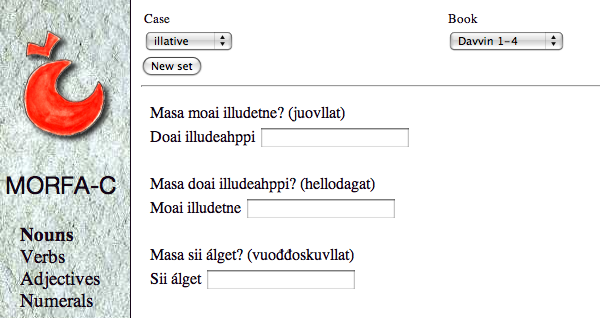 Case
Book
illative
Davvin 1-4
New set
Masa moai illudetne? (juovllat)
Doai illudeahppi
Masa doai illudeahppi? (hellodagat)
Moai illudetne
Masa sii álget? (vuođđoskuvllat)
Sii álget
MORFA-C
Nouns
Verbs
Adjectives
Numerals